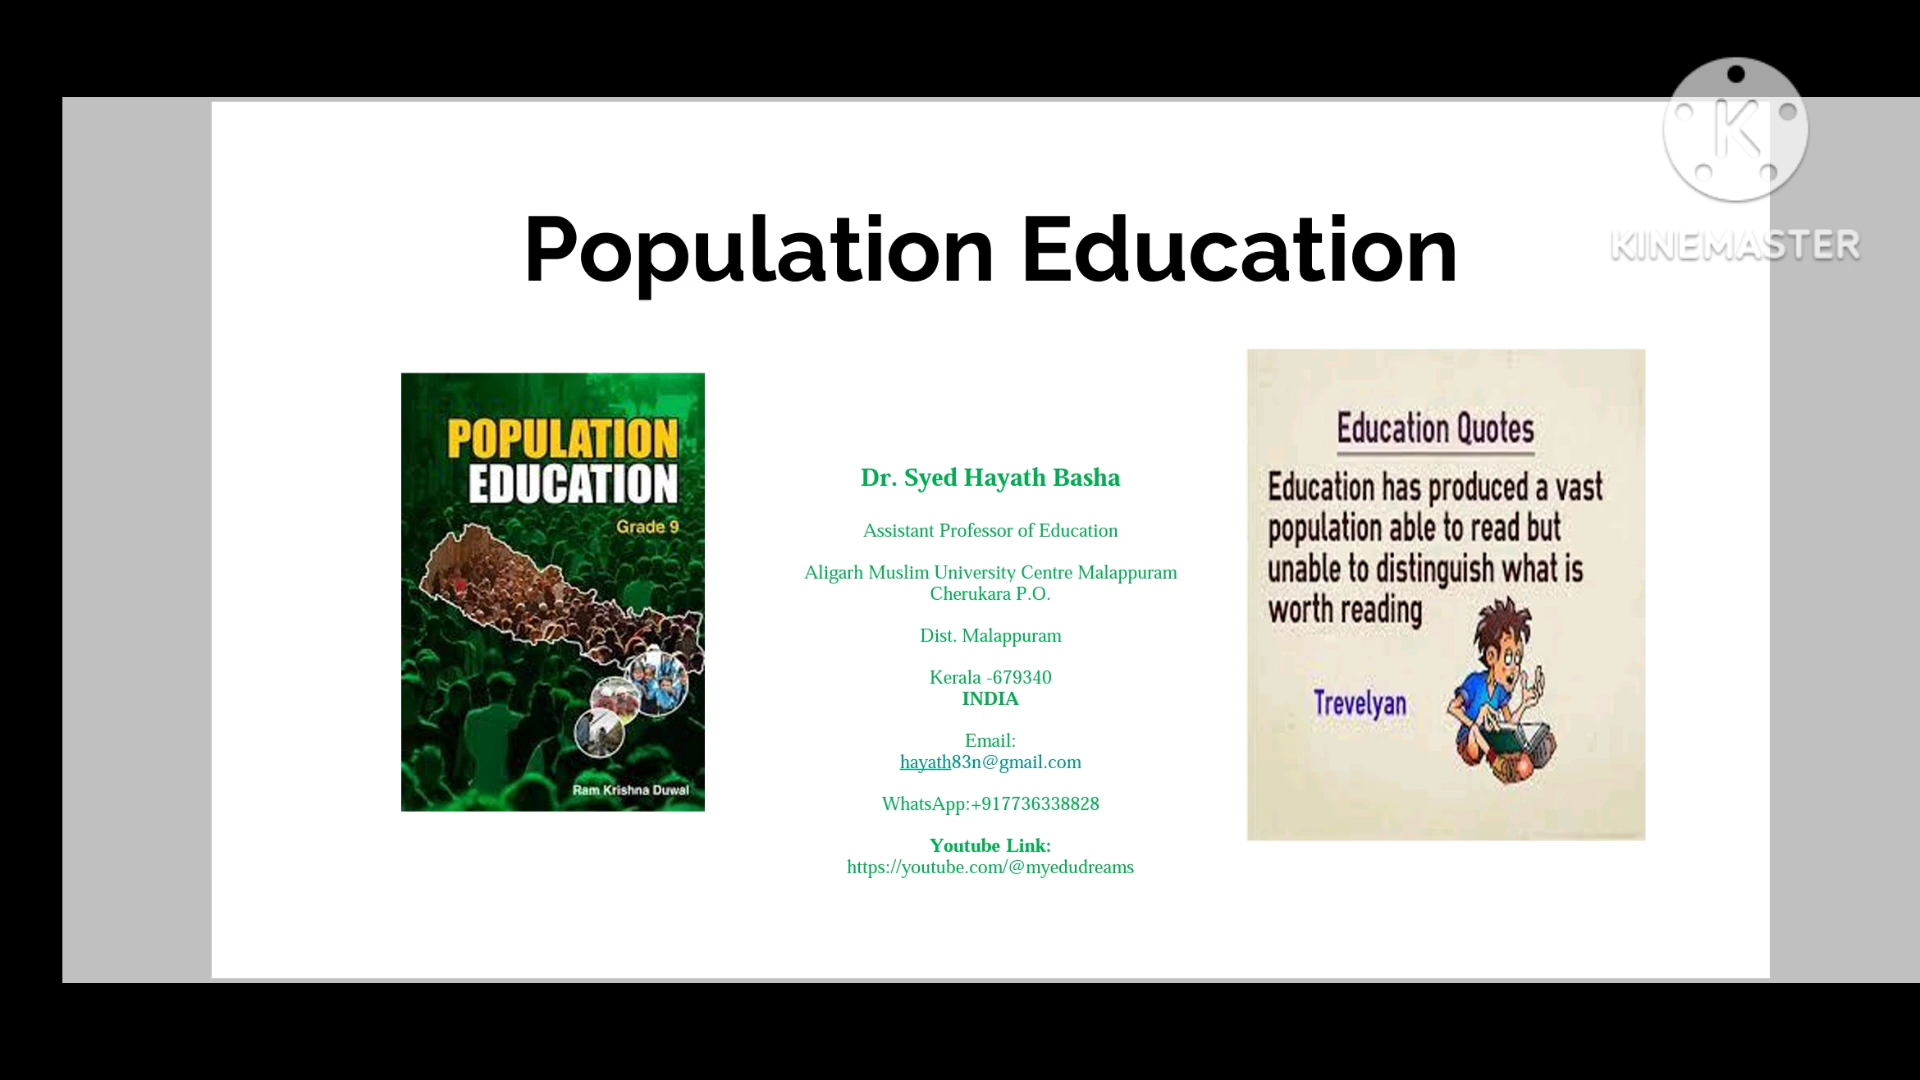 K
KINEMASTER
Population Education
POPULATION
EDUCATION
Grade 9
Ram Krishna Duwal
Dr. Syed Hayath Basha
Assistant Professor of Education
Aligarh Muslim University Centre Malappuram
Cherukara P.O.
Dist. Malappuram
Kerala -679340
INDIA
Email:
hayath83n@gmail.com
WhatsApp:+917736338828
Youtube Link:
https://youtube.com/@myedudreams
Education Quotes
Education has produced a vast
population able to read but
unable to distinguish what is
worth reading
Trevelyan